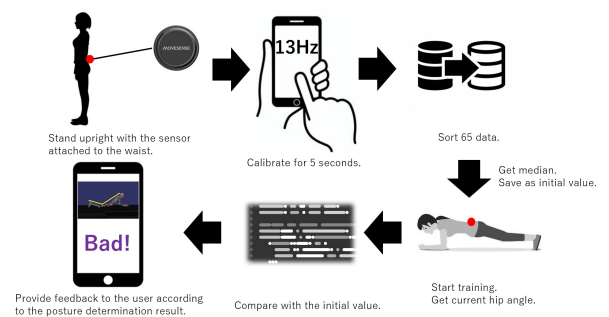 MOVESENSE
13Hz
Stand upright with the sensor
attached to the waist.
Calibrate for 5 seconds.
Sort 65 data.
Get median.
Save as initial value.
Start training.
Get current hip angle.
Compare with the initial value.
Bad!
Provide feedback to the user according
to the posture determination result.